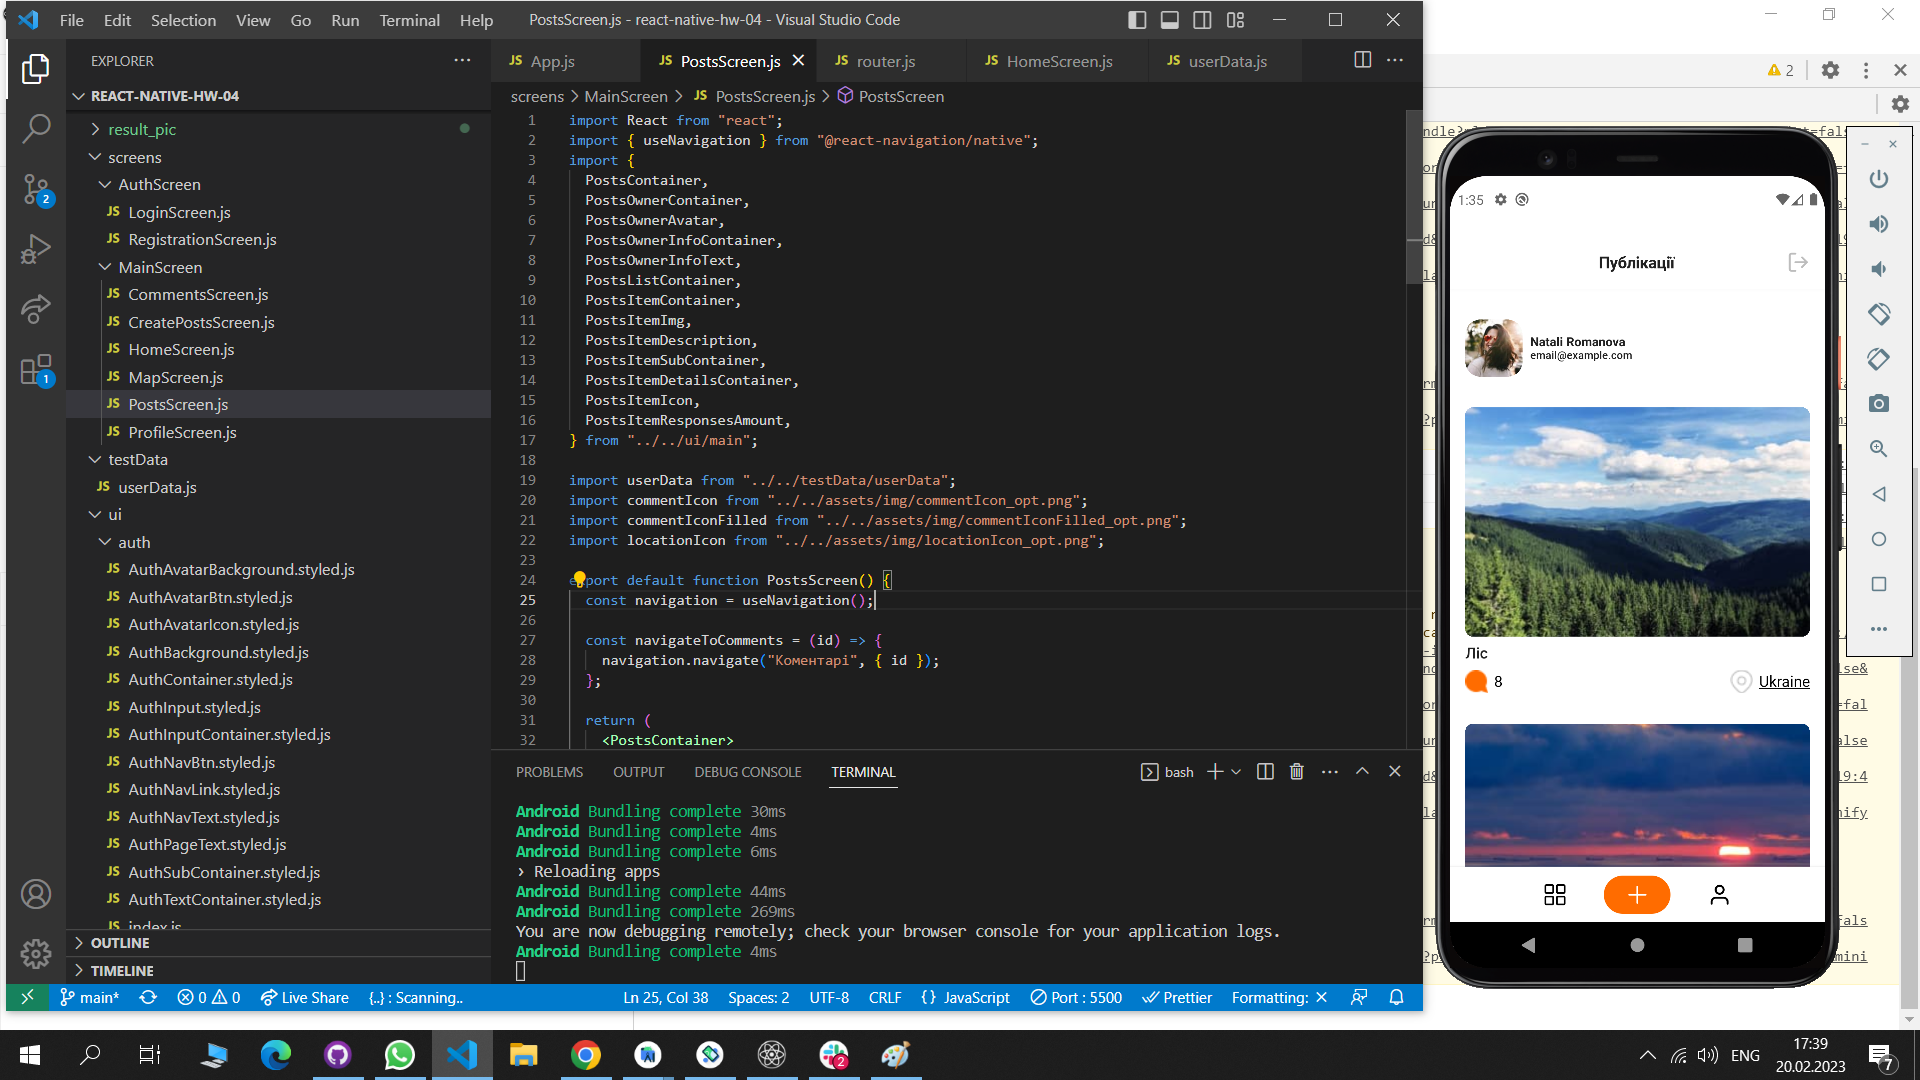 File Edit Selection View Go Run Terminal Help
PostsScreen.js - react-native-hw-04 - Visual Studio Code
EXPLORER
REACT-NATIVE-HW-04
result_pic
screens
AuthScreen
JS LoginScreen.js
JS RegistrationScreen.js
MainScreen
JS CommentsScreen.js
JS CreatePostsScreen.js
JS HomeScreen.js
JS MapScreen.js
JS PostsScreen.js
JS ProfileScreen.js
testData
JS userData.js
ui
auth
JS AuthAvatarBackground.styled.js
JS AuthAvatarBtn.styled.js
JS AuthAvatarIcon.styled.js
JS AuthBackground.styled.js
JS AuthContainer.styled.js
JS AuthInput.styled.js
JS AuthInputContainer.styled.js
JS AuthNavBtn.styled.js
JS AuthNavLink.styled.js
JS AuthNavText.styled.js
JS AuthPageText.styled.js
JS AuthSubContainer.styled.js
JS AuthTextContainer.styled.js
JS index.js
OUTLINE
TIMELINE
2
1
JS App.js JS PostsScreen.js JS router.js JS HomeScreen.js JS userData.js
screens > MainScreen > JS PostsScreen.js > PostsScreen
1 import React from "react";
2 import { useNavigation } from "@react-navigation/native";
3 import {
4 PostsContainer,
5 PostsOwnerContainer,
6 PostsOwnerAvatar,
7 PostsOwnerInfoContainer,
8 PostsOwnerInfoText,
9 PostsListContainer,
10 PostsItemContainer,
11 PostsItemImg,
12 PostsItemDescription,
13 PostsItemSubContainer,
14 PostsItemDetailsContainer,
15 PostsItemIcon,
16 PostsItemResponsesAmount,
17 } from "../../ui/main";
18
19 import userData from "../../testData/userData";
20 import commentIcon from "../../assets/img/commentIcon_opt.png";
21 import commentIconFilled from "../../assets/img/commentIconFilled_opt.png";
22 import locationIcon from "../../assets/img/locationIcon_opt.png";
23
24 export default function PostsScreen() {
25 const navigation = useNavigation();
26
27 const navigateToComments = (id) => {
28 navigation.navigate("Коментарі", { id });
29 };
30
31 return (
32 <PostsContainer>
PROBLEMS OUTPUT DEBUG CONSOLE TERMINAL bash
Android Bundling complete 30ms
Android Bundling complete 4ms
Android Bundling complete 6ms
› Reloading apps
Android Bundling complete 44ms
Android Bundling complete 269ms
You are now debugging remotely; check your browser console for your application logs.
Android Bundling complete 4ms
main* 0 0 Live Share {..} : Scanning.. Ln 25, Col 38 Spaces: 2 UTF-8 CRLF {} JavaScript Port : 5500 Prettier Formatting: ✕
2
1:35
Публікації
Natali Romanova
email@example.com
Ліс
8 Ukraine
2
ENG
17:39
20.02.2023
7